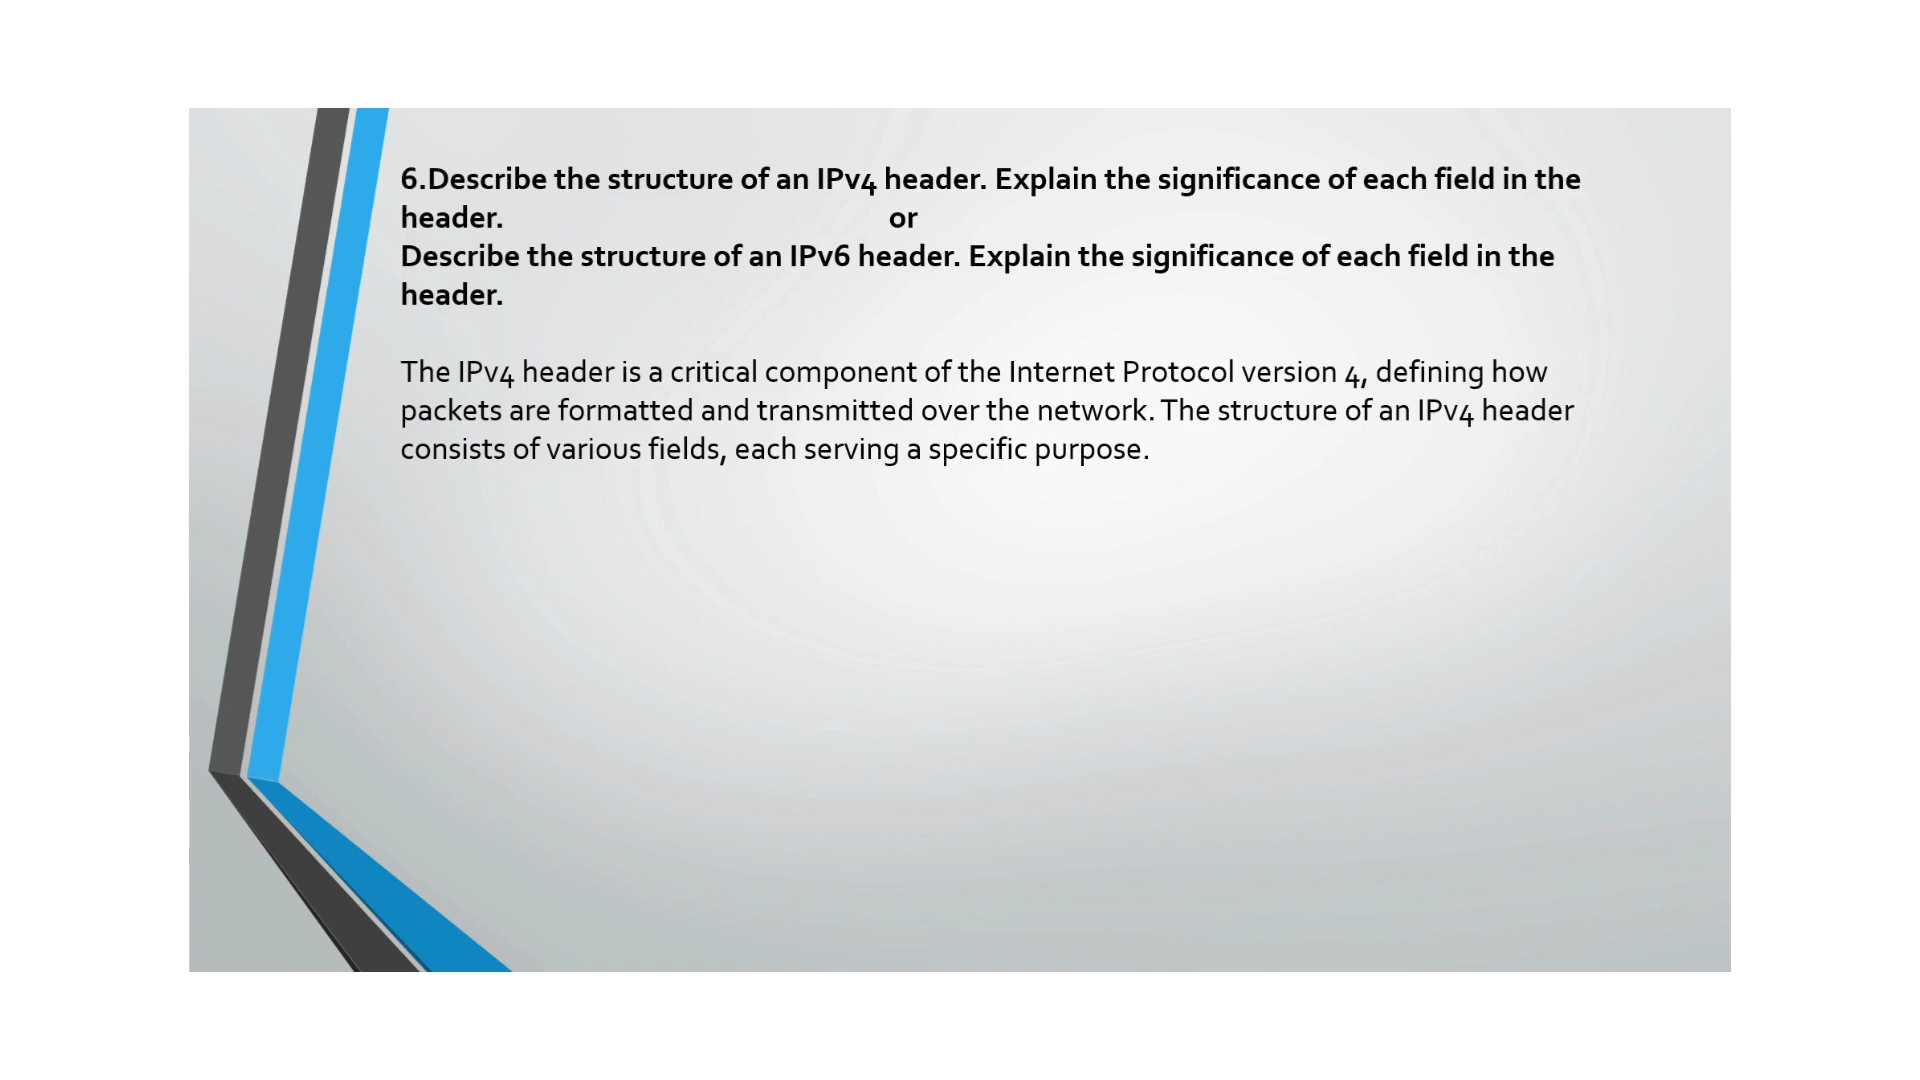 6.Describe the structure of an IPv4 header. Explain the significance of each field in the
header. or
Describe the structure of an IPv6 header. Explain the significance of each field in the
header.
The IPv4 header is a critical component of the Internet Protocol version 4, defining how
packets are formatted and transmitted over the network. The structure of an IPv4 header
consists of various fields, each serving a specific purpose.